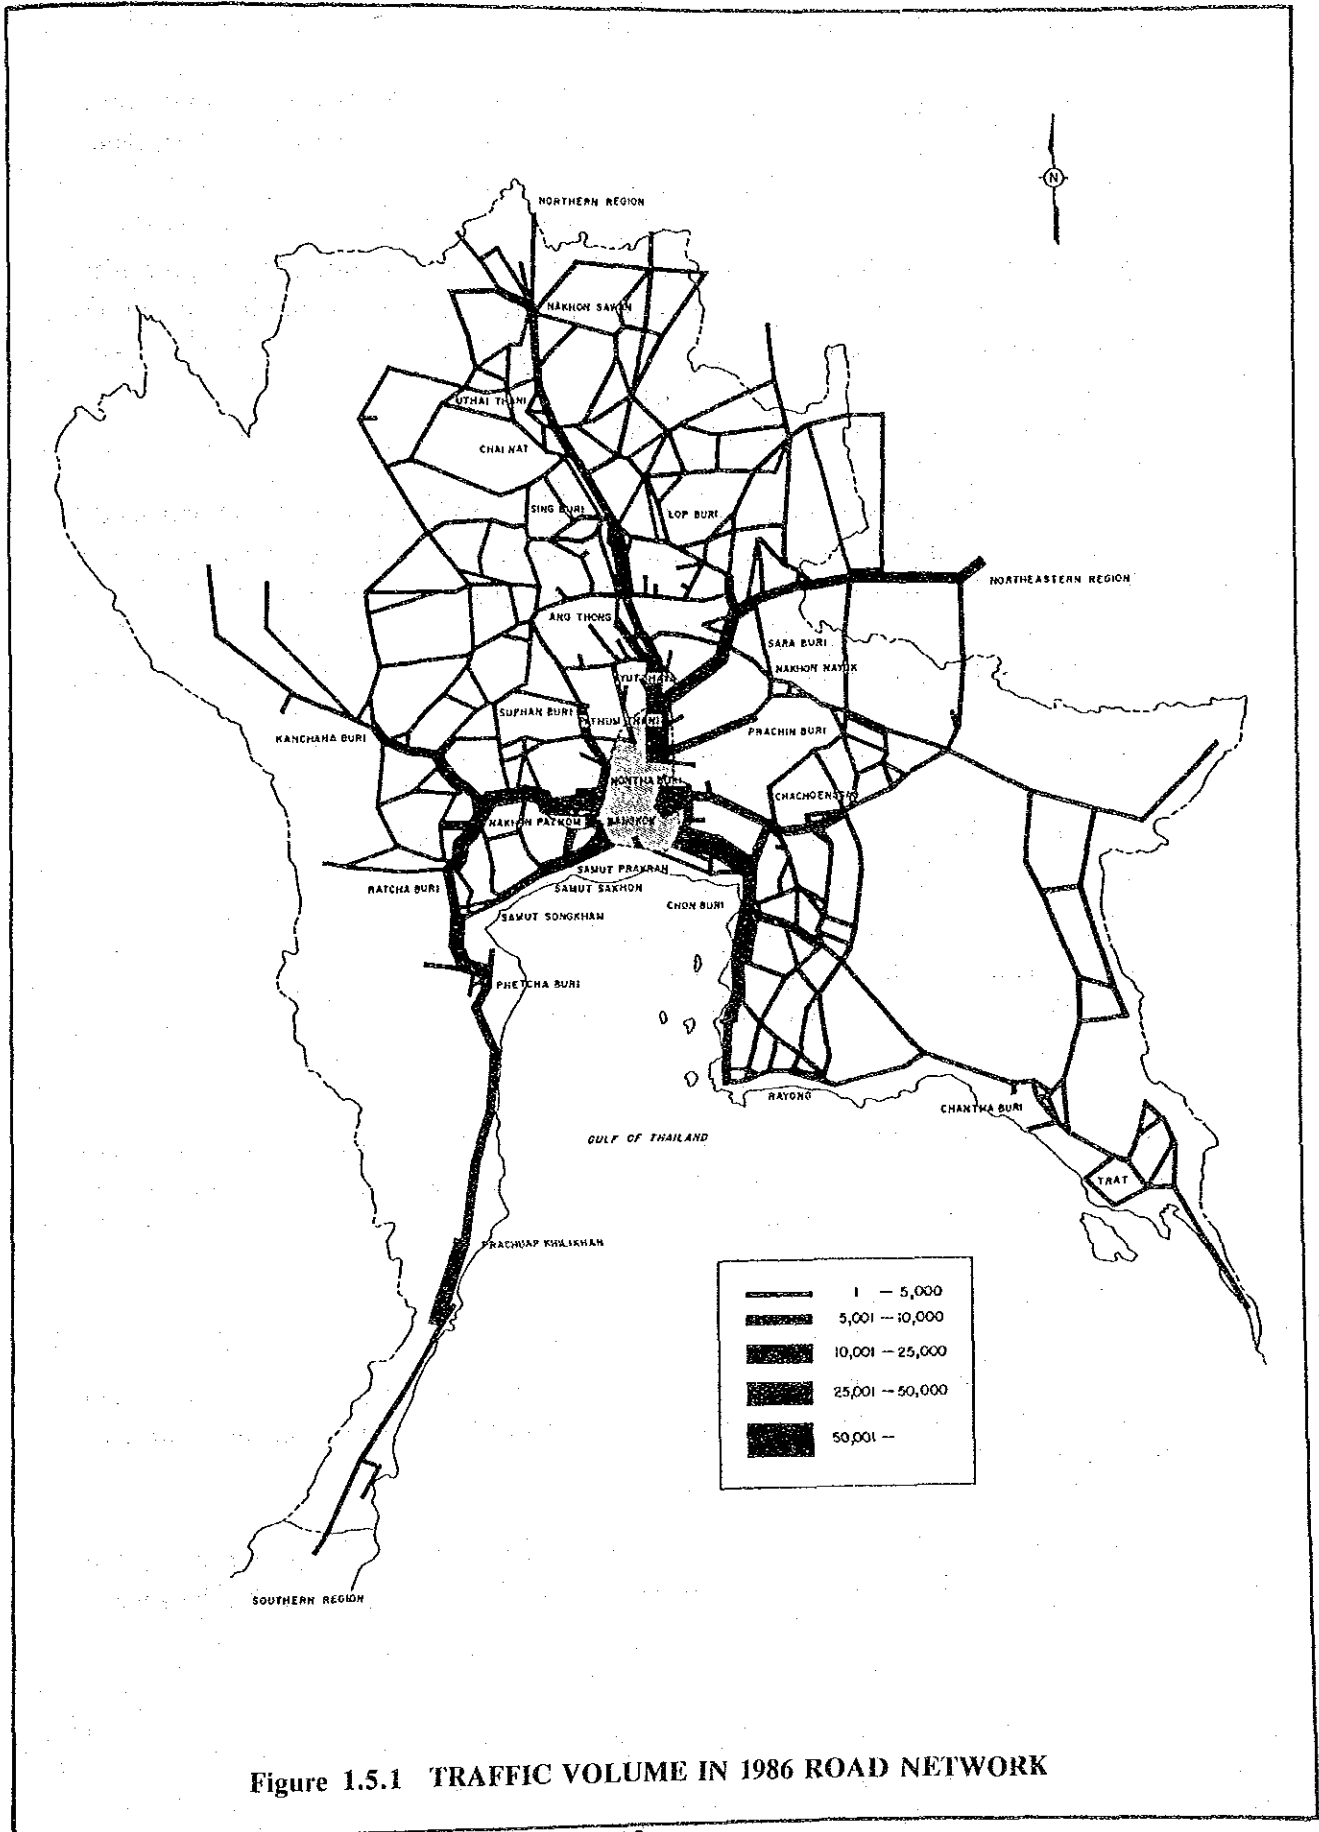 N
NORTHERN REGION
NAKHON SAWAN
UTHAI THANI
CHAI NAT
SING BURI
LOP BURI
NORTHEASTERN REGION
ANG THONG
SARA BURI
NAKHON NAYOK
SUPHAN BURI
PRACHIN BURI
KANCHANA BURI
NONTHA BURI
NAKHON PATHOM
BANGKOK
RATCHA BURI
SAMUT PRAKRAN
SAMUT SAKHON
CHON BURI
SAMUT SONGKHAM
PHETCHA BURI
RAYONG
CHANTHA BURI
GULF OF THAILAND
TRAT
PRACHUAP KHILIKHAN
1 — 5,000
5,001 — 10,000
10,001 — 25,000
25,001 — 50,000
50,001 —
SOUTHERN REGION
Figure 1.5.1 TRAFFIC VOLUME IN 1986 ROAD NETWORK